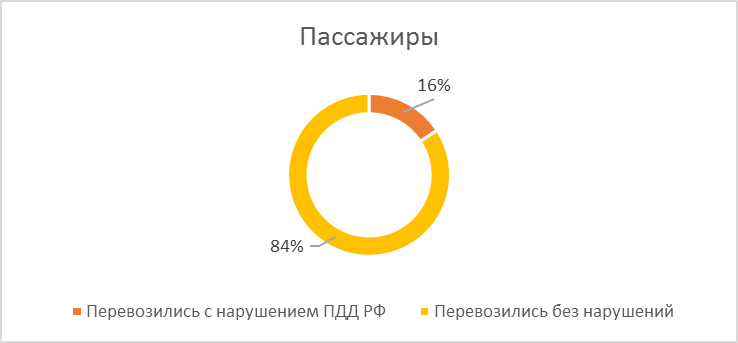 Пассажиры
16%
84%
Перевозились с нарушением ПДД РФ
Перевозились без нарушений